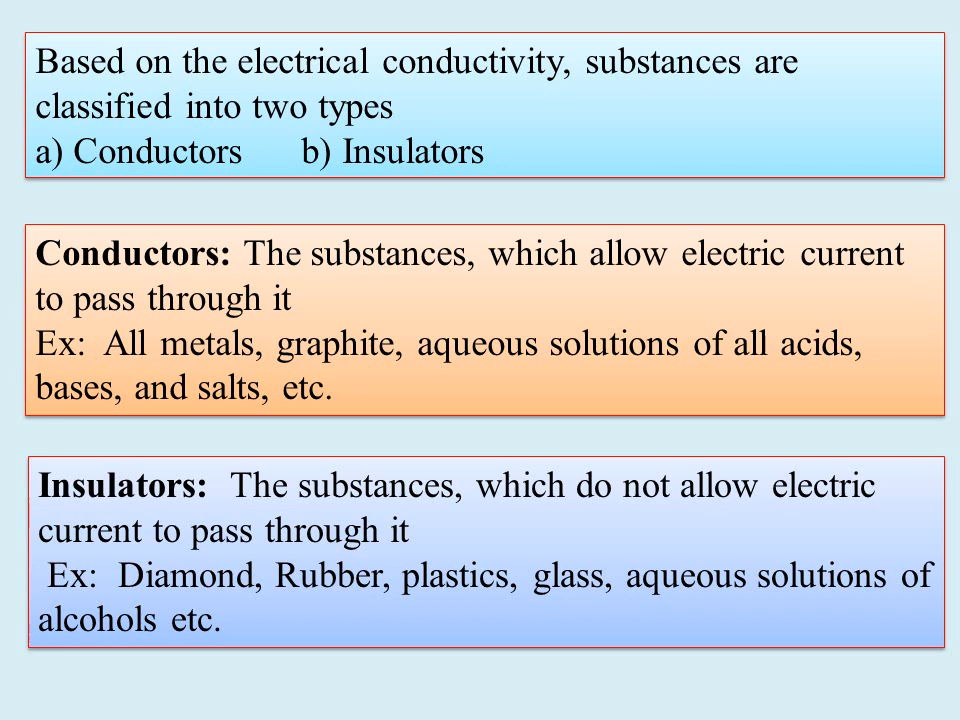 Based on the electrical conductivity, substances are
classified into two types
a) Conductors b) Insulators
Conductors: The substances, which allow electric current
to pass through it
Ex: All metals, graphite, aqueous solutions of all acids,
bases, and salts, etc.
Insulators: The substances, which do not allow electric
current to pass through it
Ex: Diamond, Rubber, plastics, glass, aqueous solutions of
alcohols etc.